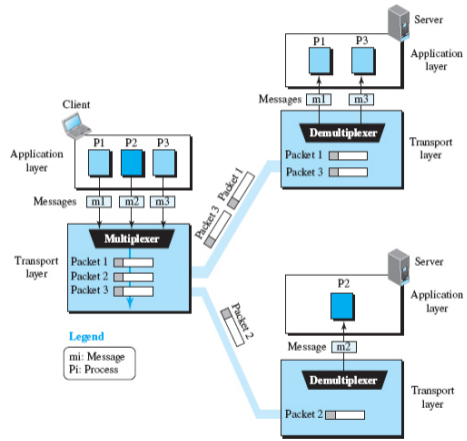 Client
P1 P2 P3
Application
layer
Messages m1 m2 m3
Multiplexer
Transport
layer
Packet 1
Packet 2
Packet 3
Legend
mi: Message
Pi: Process
Packet 3
Packet 1
Packet 2
Server
P1 P3
Application
layer
Messages m1 m3
Demultiplexer
Packet 1
Packet 3
Transport
layer
Server
P2
Application
layer
Message m2
Demultiplexer
Packet 2
Transport
layer